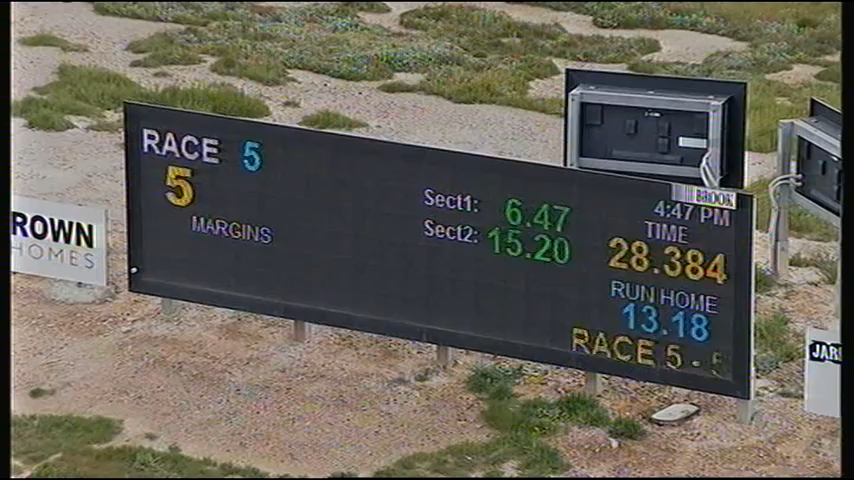 RACE 5
5
MARGINS
Sect1: 6.47
Sect2: 15.20
BROOK
4:47 PM
TIME
28.384
RUN HOME
13.18
RACE 5 - 5
ROWN
HOMES
JAR